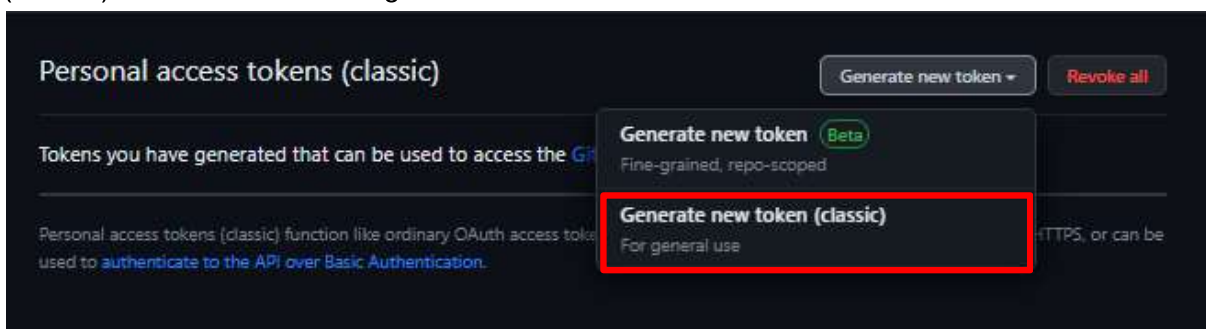 Personal access tokens (classic)
Generate new token
Revoke all
Generate new token Beta
Fine-grained, repo-scoped
Tokens you have generated that can be used to access the
Generate new token (classic)
For general use
Personal access tokens (classic) function like ordinary OAuth access HTTPS, or can be
used to authenticate to the API over Basic Authentication.